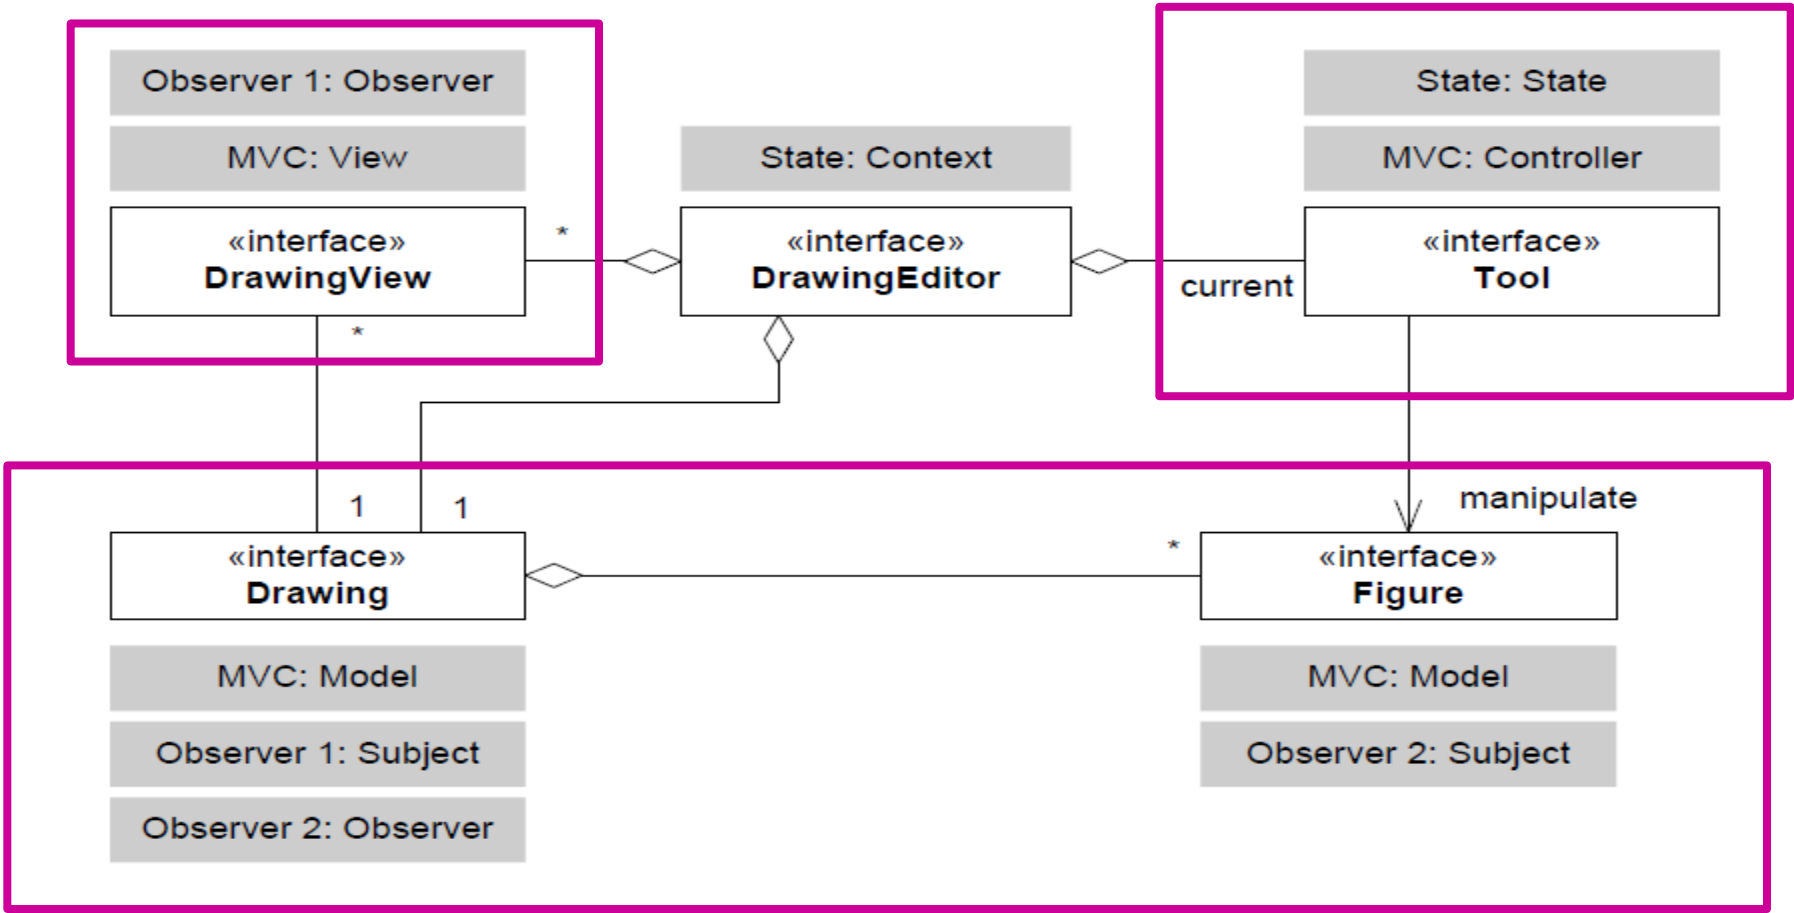 Observer 1: Observer
MVC: View
«interface»
DrawingView
*
*
State: Context
«interface»
DrawingEditor
State: State
MVC: Controller
«interface»
Tool
current
manipulate
1
1
«interface»
Drawing
MVC: Model
Observer 1: Subject
Observer 2: Observer
*
«interface»
Figure
MVC: Model
Observer 2: Subject